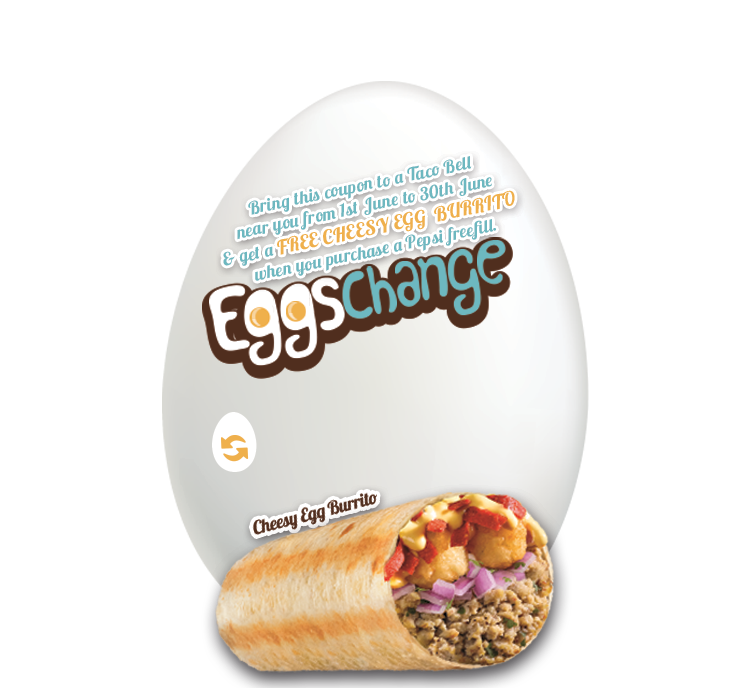 Bring this coupon to a Taco Bell
near you from 1st June to 30th June
& get a FREE CHEESY EGG BURRITO
when you purchase a Pepsi freefill.
EggsChange
Cheesy Egg Burrito